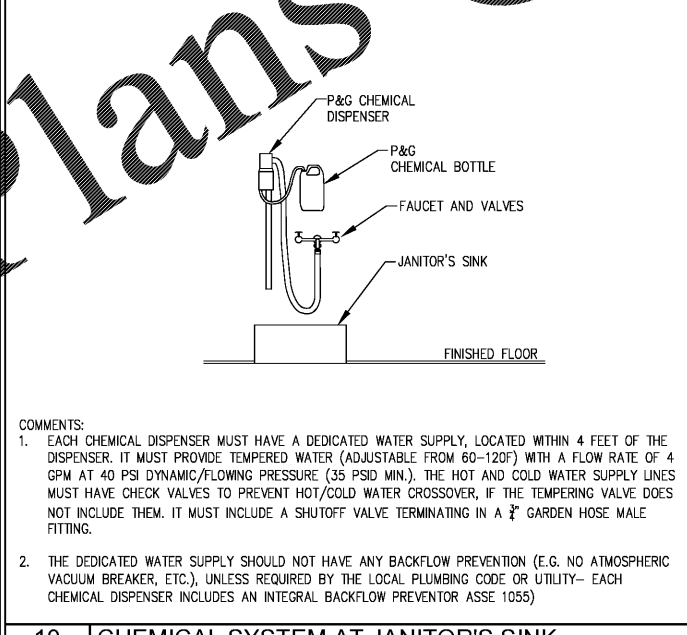 Plans
P&G CHEMICAL
DISPENSER
P&G
CHEMICAL BOTTLE
FAUCET AND VALVES
JANITOR'S SINK
FINISHED FLOOR
COMMENTS:
1. EACH CHEMICAL DISPENSER MUST HAVE A DEDICATED WATER SUPPLY, LOCATED WITHIN 4 FEET OF THE
DISPENSER. IT MUST PROVIDE TEMPERED WATER (ADJUSTABLE FROM 60-120F) WITH A FLOW RATE OF 4
GPM AT 40 PSI DYNAMIC/FLOWING PRESSURE (35 PSID MIN.). THE HOT AND COLD WATER SUPPLY LINES
MUST HAVE CHECK VALVES TO PREVENT HOT/COLD WATER CROSSOVER, IF THE TEMPERING VALVE DOES
NOT INCLUDE THEM. IT MUST INCLUDE A SHUTOFF VALVE TERMINATING IN A ¾" GARDEN HOSE MALE
FITTING.
2. THE DEDICATED WATER SUPPLY SHOULD NOT HAVE ANY BACKFLOW PREVENTION (E.G. NO ATMOSPHERIC
VACUUM BREAKER, ETC.), UNLESS REQUIRED BY THE LOCAL PLUMBING CODE OR UTILITY– EACH
CHEMICAL DISPENSER INCLUDES AN INTEGRAL BACKFLOW PREVENTOR ASSE 1055)
CHEMICAL SYSTEM AT JANITOR'S SINK